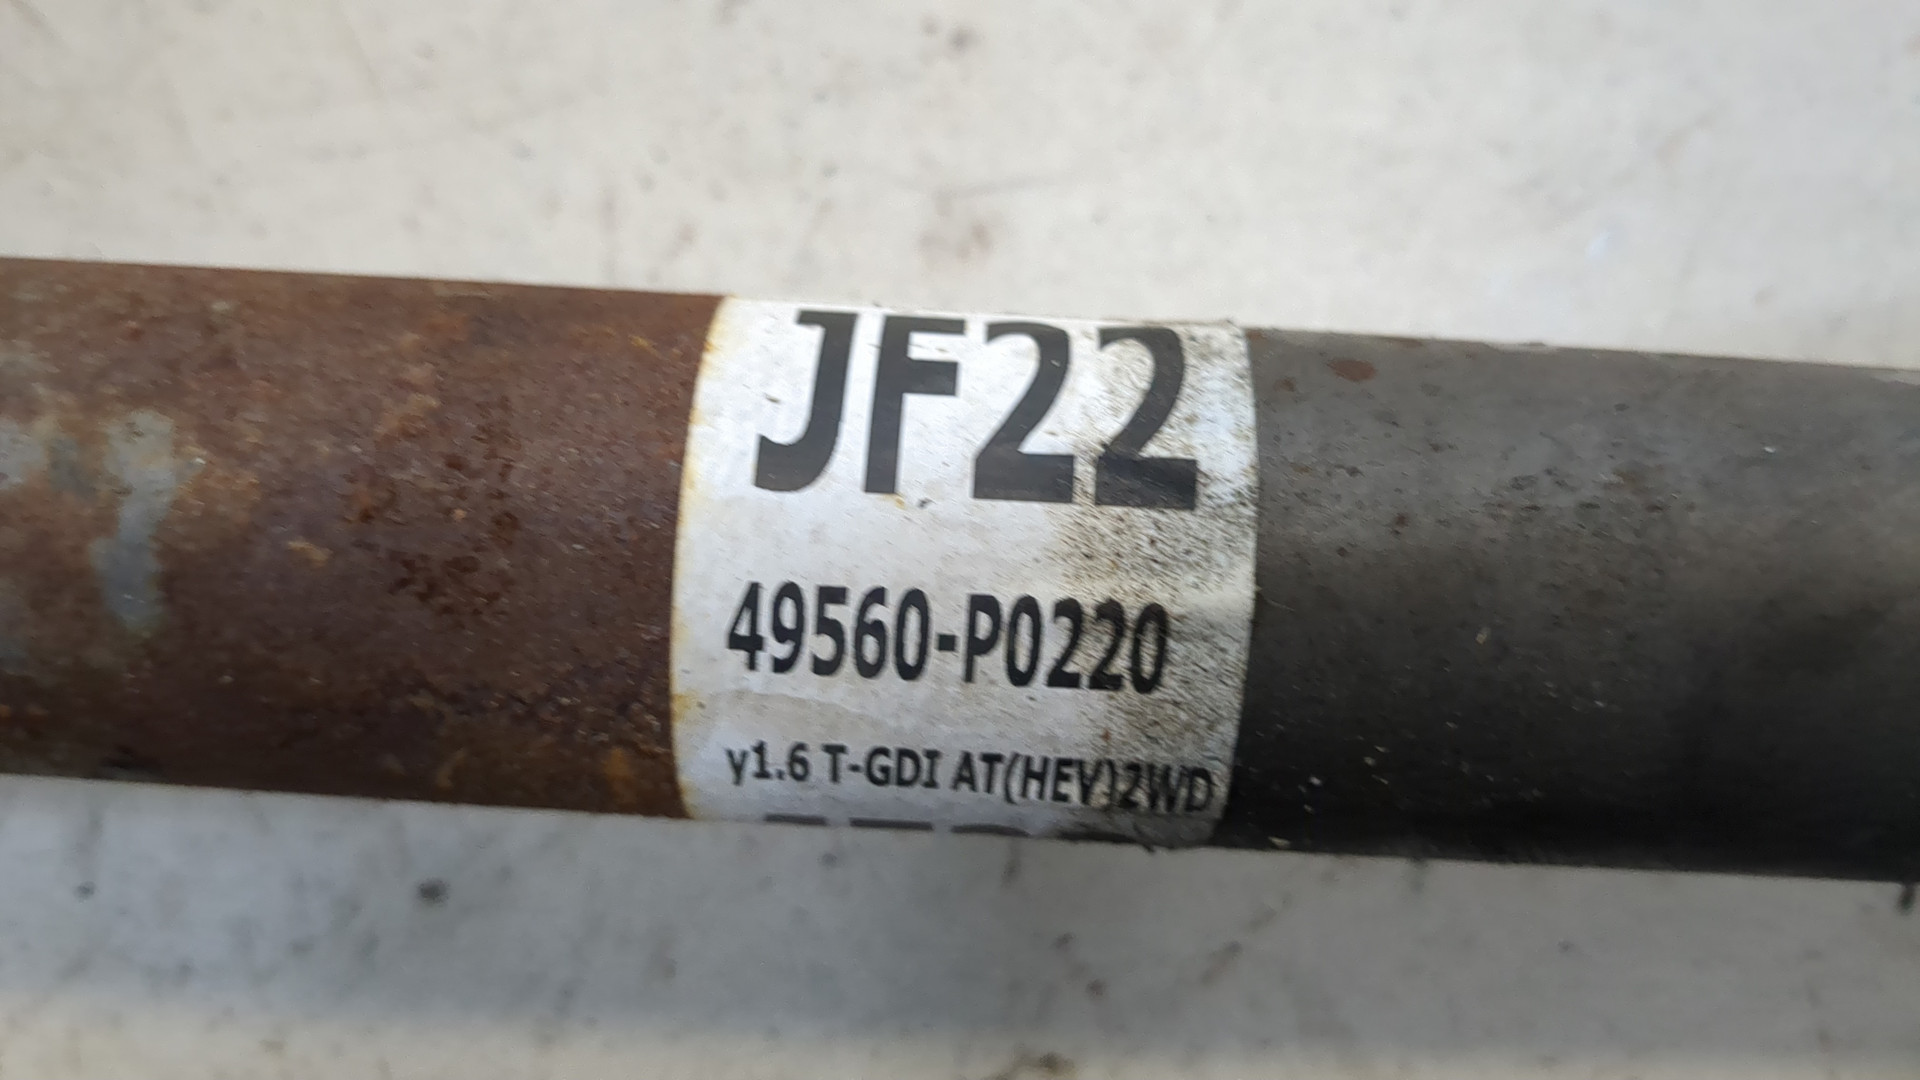 JF22
49560-P0220
γ1.6 T-GDI AT(HEV)2WD